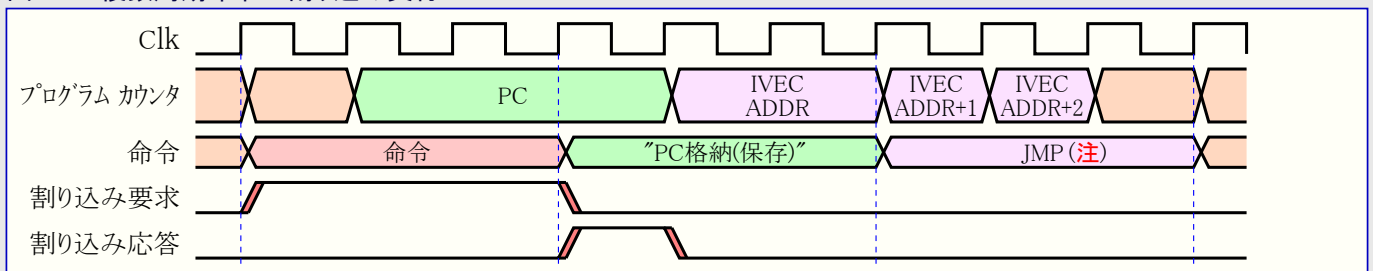 Clk
プログラム カウンタ
PC
IVEC
ADDR
IVEC
ADDR+1
IVEC
ADDR+2
命令
命令
"PC格納(保存)"
JMP (注)
割り込み要求
割り込み応答